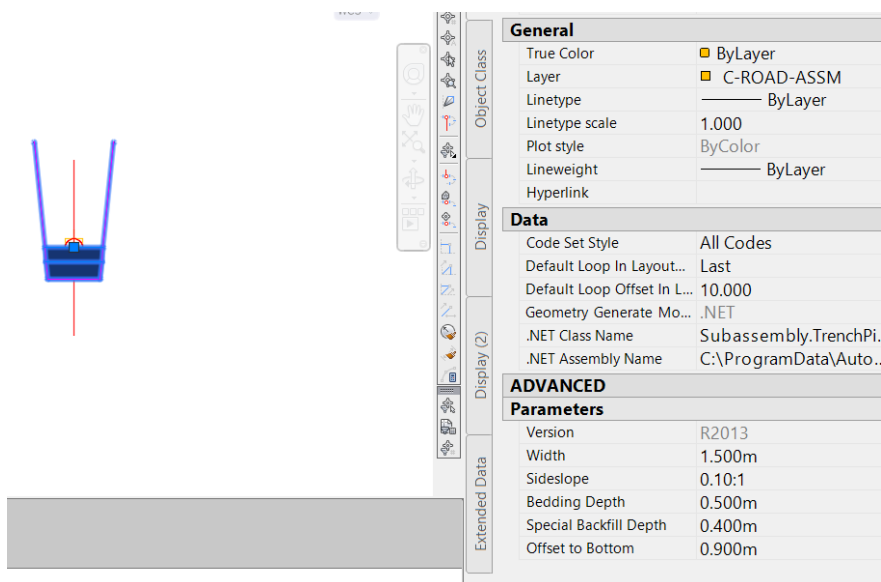 Object Class
Display
Display (2)
Extended Data
General
True Color ByLayer
Layer C-ROAD-ASSM
Linetype ByLayer
Linetype scale 1.000
Plot style ByColor
Lineweight ByLayer
Hyperlink
Data
Code Set Style All Codes
Default Loop In Layout... Last
Default Loop Offset In L... 10.000
Geometry Generate Mo... .NET
.NET Class Name Subassembly.TrenchPi.
.NET Assembly Name C:\ProgramData\Auto..
ADVANCED
Parameters
Version R2013
Width 1.500m
Sideslope 0.10:1
Bedding Depth 0.500m
Special Backfill Depth 0.400m
Offset to Bottom 0.900m